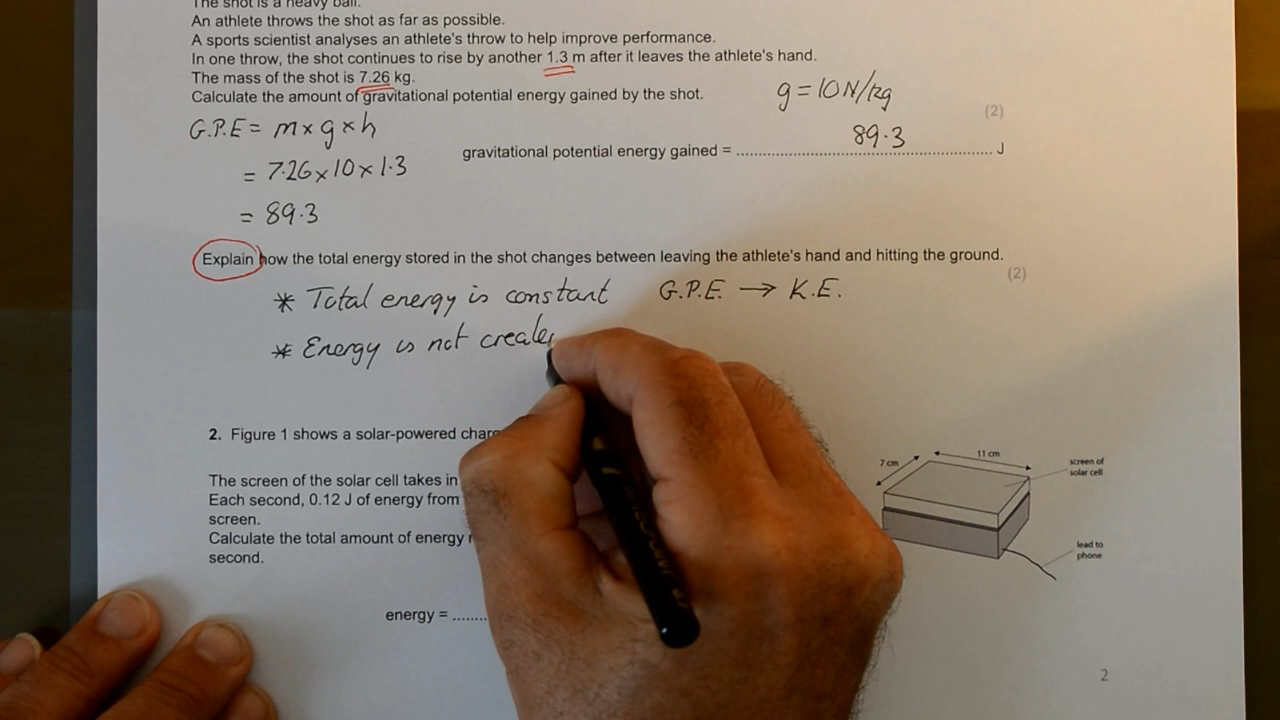 The shot is a heavy ball.
An athlete throws the shot as far as possible.
A sports scientist analyses an athlete's throw to help improve performance.
In one throw, the shot continues to rise by another 1.3 m after it leaves the athlete's hand.
The mass of the shot is 7.26 kg.
Calculate the amount of gravitational potential energy gained by the shot.
g = 10 N/kg
(2)
G.P.E = m x g x h
gravitational potential energy gained = 89.3 J
= 7.26 x 10 x 1.3
= 89.3
Explain how the total energy stored in the shot changes between leaving the athlete's hand and hitting the ground.
(2)
* Total energy is constant G.P.E. → K.E.
* Energy is not create
2. Figure 1 shows a solar-powered
The screen of the solar cell takes in
Each second, 0.12 J of energy from
screen.
Calculate the total amount of energy
second.
energy = ........
7 cm
11 cm
screen of
solar cell
lead to
phone
2